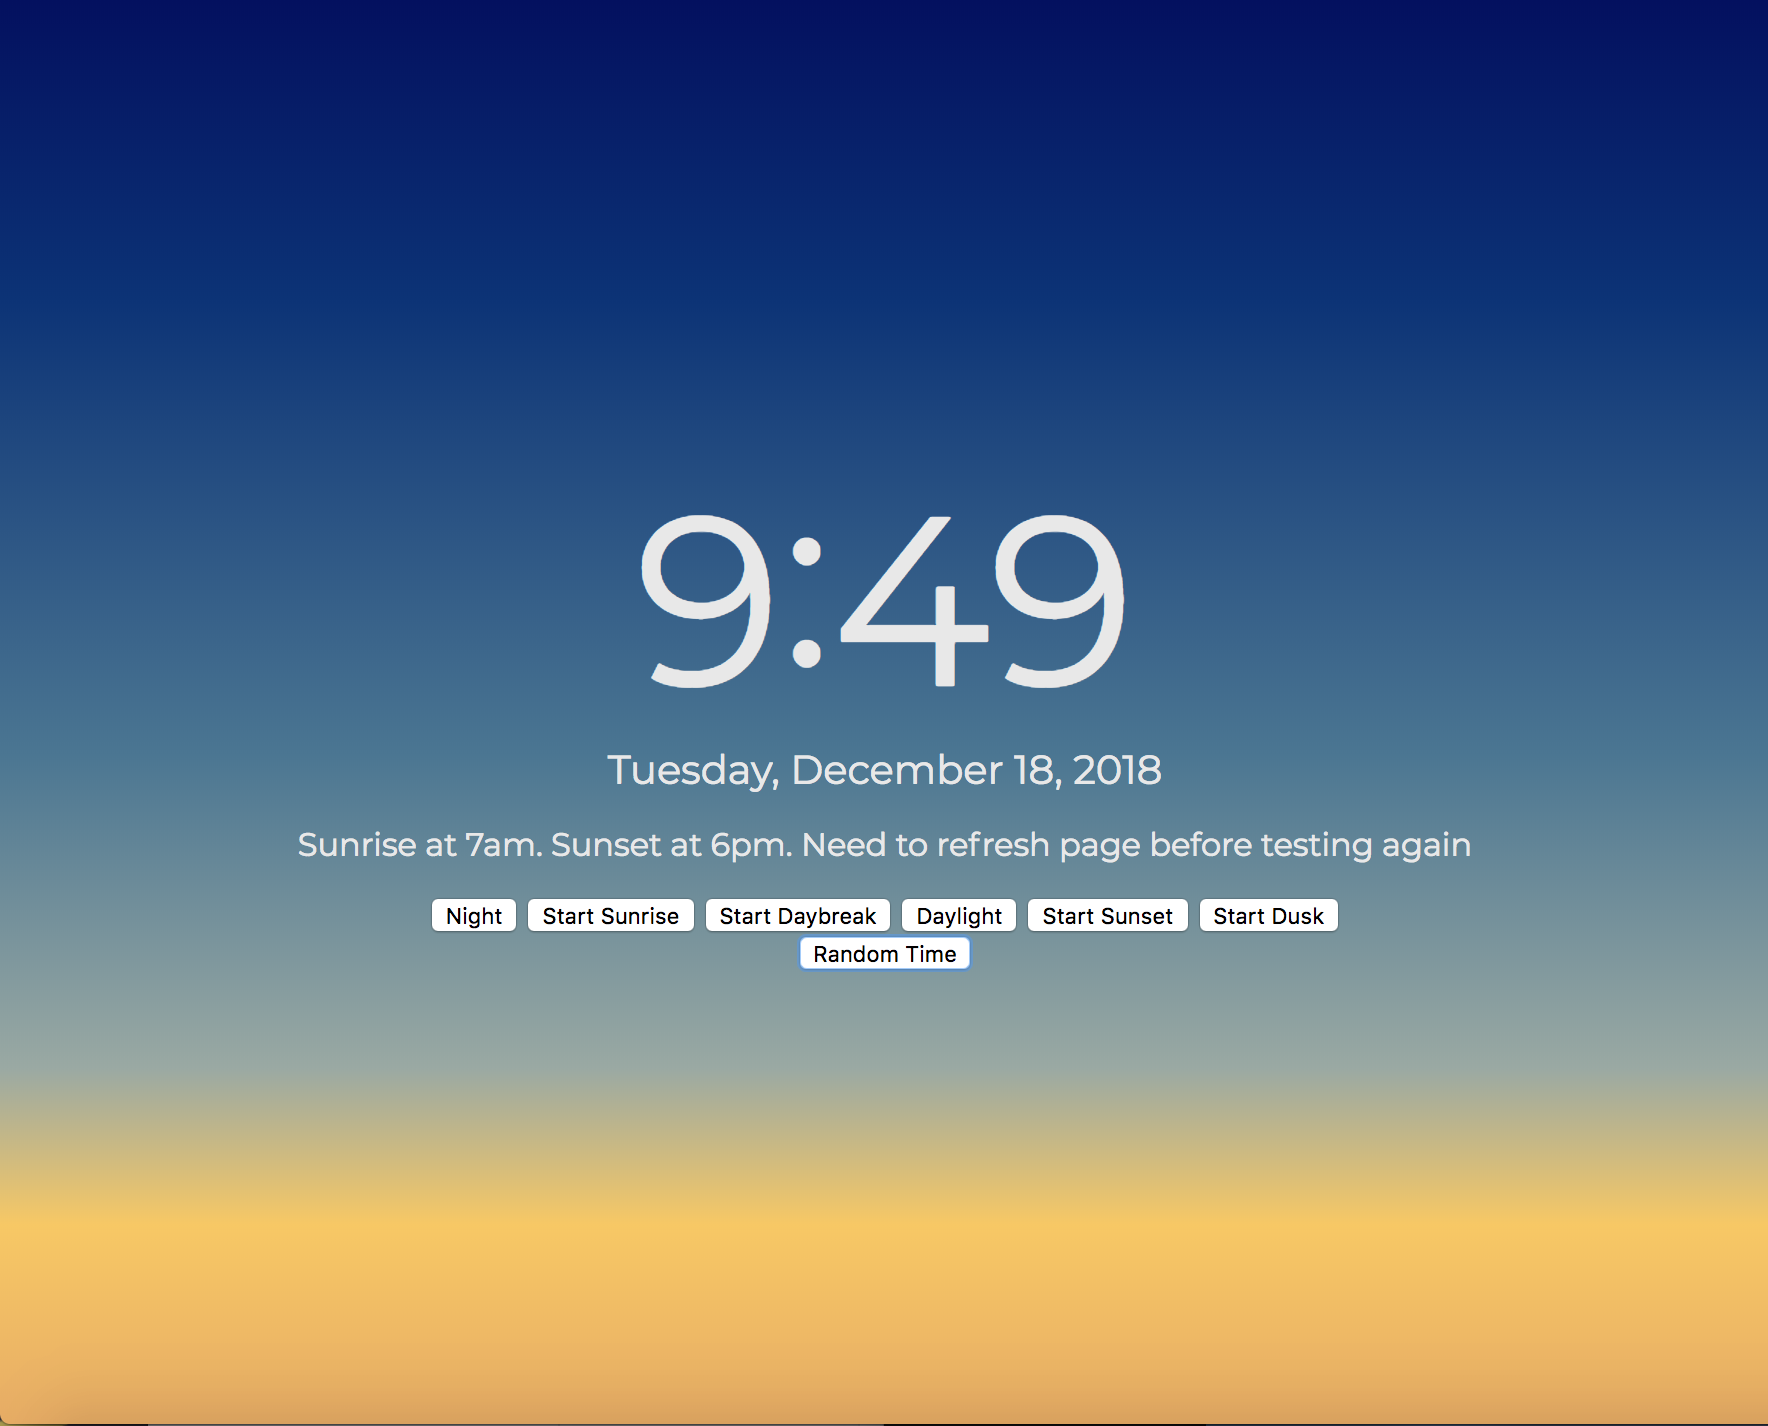 9:49
Tuesday, December 18, 2018
Sunrise at 7am. Sunset at 6pm. Need to refresh page before testing again
Night Start Sunrise Start Daybreak Daylight Start Sunset Start Dusk
Random Time